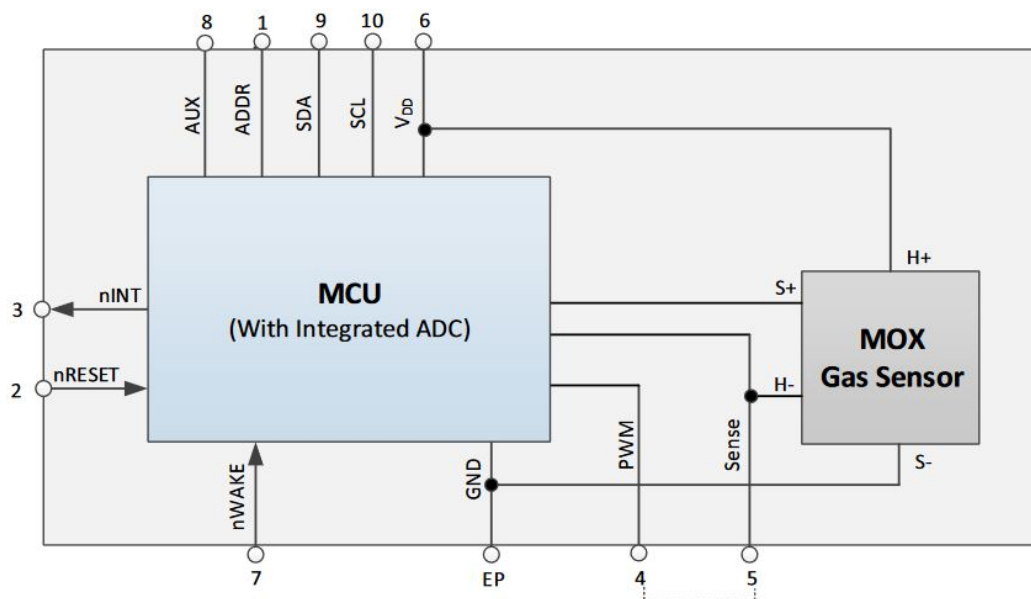 8 1 9 10 6
AUX
ADDR
SDA
SCL
VDD
H+
MCU
(With Integrated ADC)
S+
MOX
Gas Sensor
H-
S-
3
nINT
2
nRESET
nWAKE
GND
PWM
Sense
7 EP 4 5